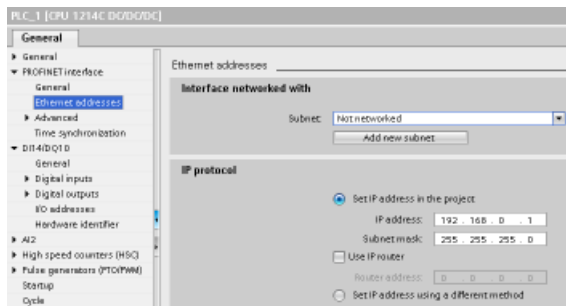 PLC_1 [CPU 1214C DC/DC/DC]
General
General
PROFINET interface
General
Ethernet addresses
Advanced
Time synchronization
DI14/DQ10
General
Digital inputs
Digital outputs
I/O addresses
Hardware identifier
AI2
High speed counters (HSC)
Pulse generators (PTO/PWM)
Startup
Cycle
Ethernet addresses
Interface networked with
Subnet: Not networked
Add new subnet
IP protocol
Set IP address in the project
IP address: 192 . 168 . 0 . 1
Subnet mask: 255 . 255 . 255 . 0
Use IP router
Router address: 0 . 0 . 0 . 0
Set IP address using a different method